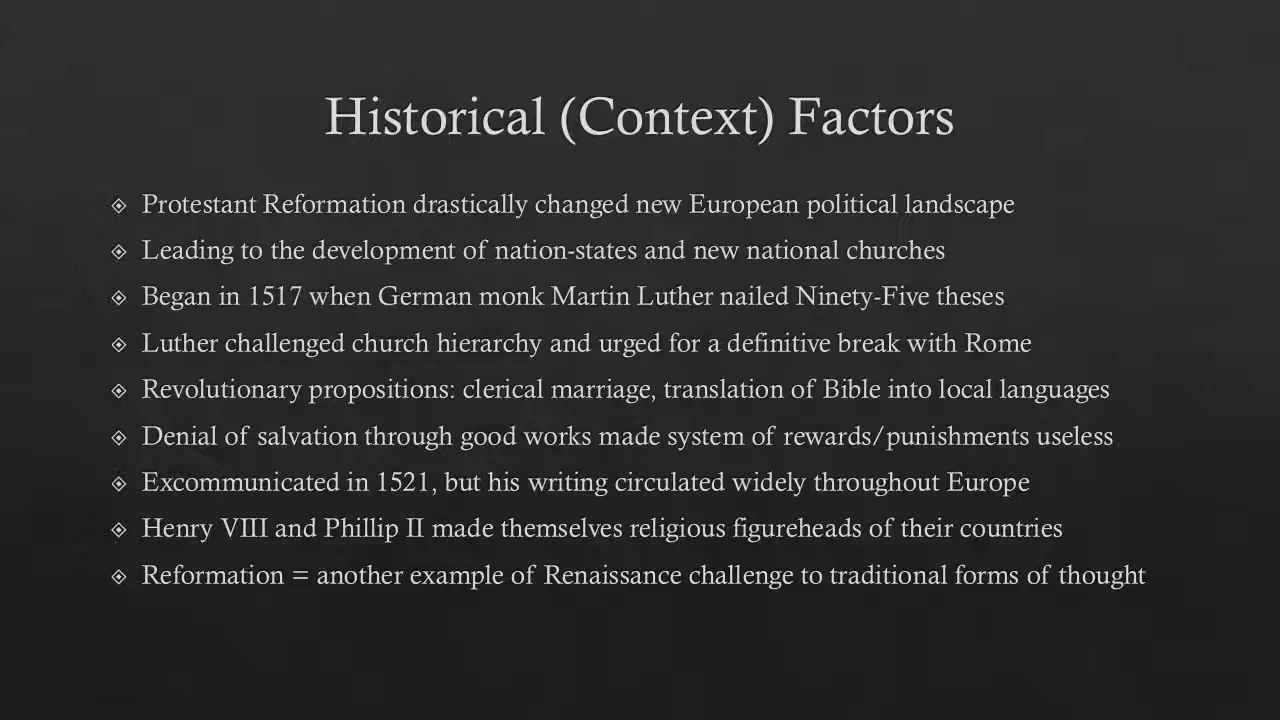 Historical (Context) Factors
Protestant Reformation drastically changed new European political landscape
Leading to the development of nation-states and new national churches
Began in 1517 when German monk Martin Luther nailed Ninety-Five theses
Luther challenged church hierarchy and urged for a definitive break with Rome
Revolutionary propositions: clerical marriage, translation of Bible into local languages
Denial of salvation through good works made system of rewards/punishments useless
Excommunicated in 1521, but his writing circulated widely throughout Europe
Henry VIII and Phillip II made themselves religious figureheads of their countries
Reformation = another example of Renaissance challenge to traditional forms of thought